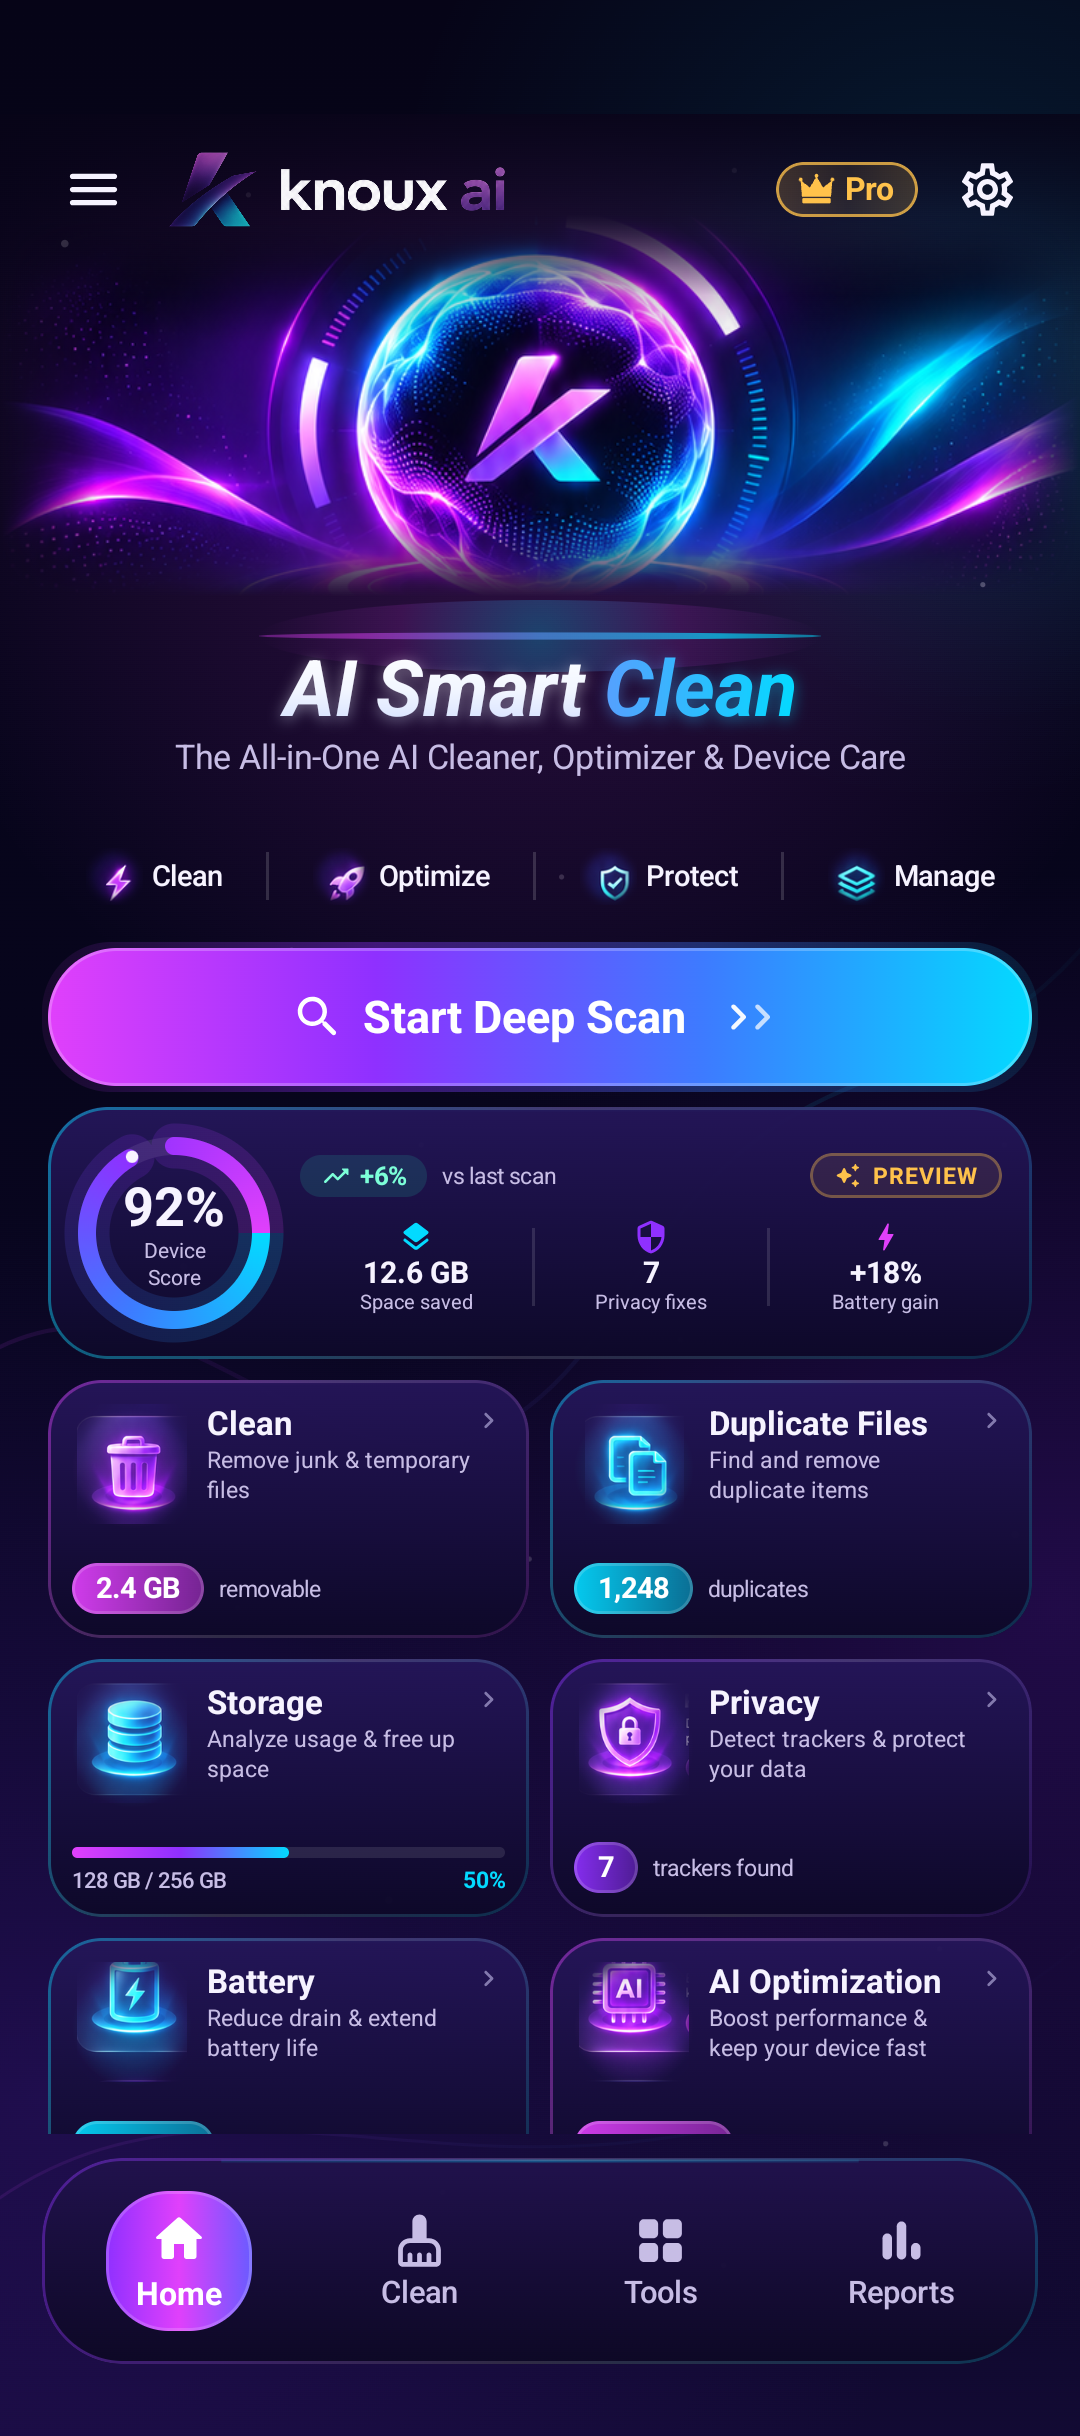 knoux ai
Pro
AI Smart Clean
The All-in-One AI Cleaner, Optimizer & Device Care
Clean
Optimize
Protect
Manage
Start Deep Scan
92%
Device
Score
+6%
vs last scan
PREVIEW
12.6 GB
Space saved
7
Privacy fixes
+18%
Battery gain
Clean
Remove junk & temporary
files
2.4 GB
removable
Duplicate Files
Find and remove
duplicate items
1,248
duplicates
Storage
Analyze usage & free up
space
128 GB / 256 GB
50%
Privacy
Detect trackers & protect
your data
7
trackers found
Battery
Reduce drain & extend
battery life
AI
AI Optimization
Boost performance &
keep your device fast
Home
Clean
Tools
Reports